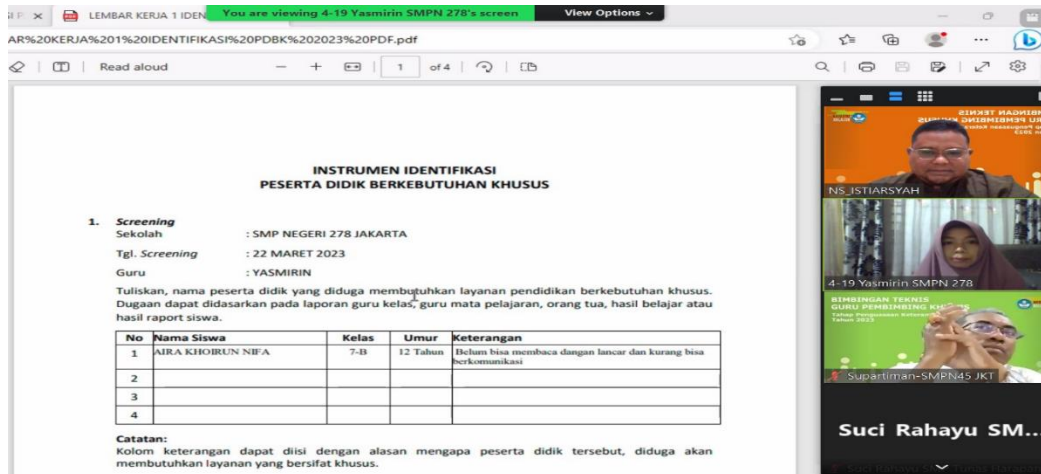 LEMBAR KERJA 1 IDEN
You are viewing 4-19 Yasmirin SMPN 278's screen
View Options
AR%20KERJA%201%20IDENTIFIKASI%20PDBK%202023%20PDF.pdf
Read aloud
1 of 4
INSTRUMEN IDENTIFIKASI
PESERTA DIDIK BERKEBUTUHAN KHUSUS
1. Screening
Sekolah : SMP NEGERI 278 JAKARTA
Tgl. Screening : 22 MARET 2023
Guru : YASMIRIN
Tuliskan, nama peserta didik yang diduga membutuhkan layanan pendidikan berkebutuhan khusus.
Dugaan dapat didasarkan pada laporan guru kelas, guru mata pelajaran, orang tua, hasil belajar atau
hasil raport siswa.
No Nama Siswa Kelas Umur Keterangan
1 AIRA KHOIRUN NIFA 7-B 12 Tahun Belum bisa membaca dangan lancar dan kurang bisa
berkomunikasi
2
3
4
Catatan:
Kolom keterangan dapat diisi dengan alasan mengapa peserta didik tersebut, diduga akan
membutuhkan layanan yang bersifat khusus.
NS_ISTIARSYAH
4-19 Yasmirin SMPN 278
BIMBINGAN TEKNIS
GURU PEMBIMBING KHUSUS
Tahun 2023
Supartiman-SMPN45 JKT
Suci Rahayu SM...